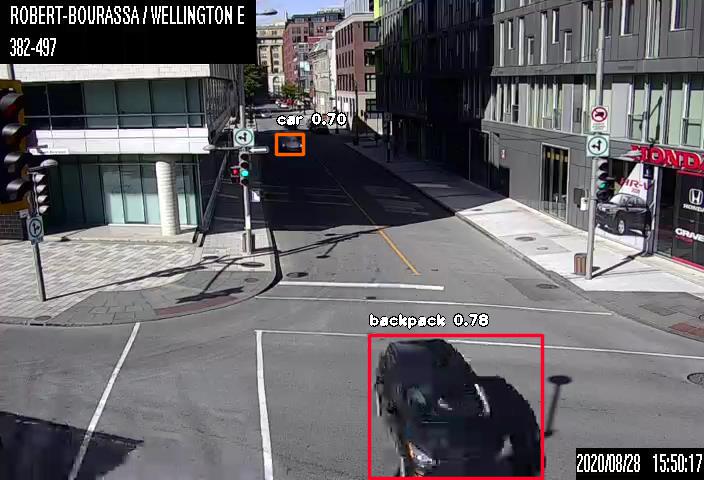 ROBERT-BOURASSA / WELLINGTON E
382-497
car 0.70
HONDA
HR-V
HONDA
backpack 0.78
2020/08/28 15:50:17